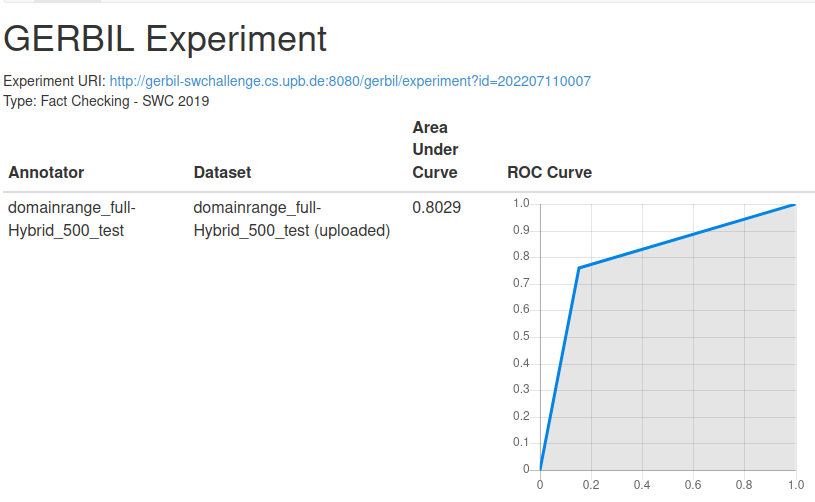 GERBIL Experiment
Experiment URI: http://gerbil-swchallenge.cs.upb.de:8080/gerbil/experiment?id=202207110007
Type: Fact Checking - SWC 2019
Annotator
Dataset
Area
Under
Curve
ROC Curve
domainrange_full-
Hybrid_500_test
domainrange_full-
Hybrid_500_test (uploaded)
0.8029
1.0
0.9
0.8
0.7
0.6
0.5
0.4
0.3
0.2
0.1
0
0 0.2 0.4 0.6 0.8 1.0